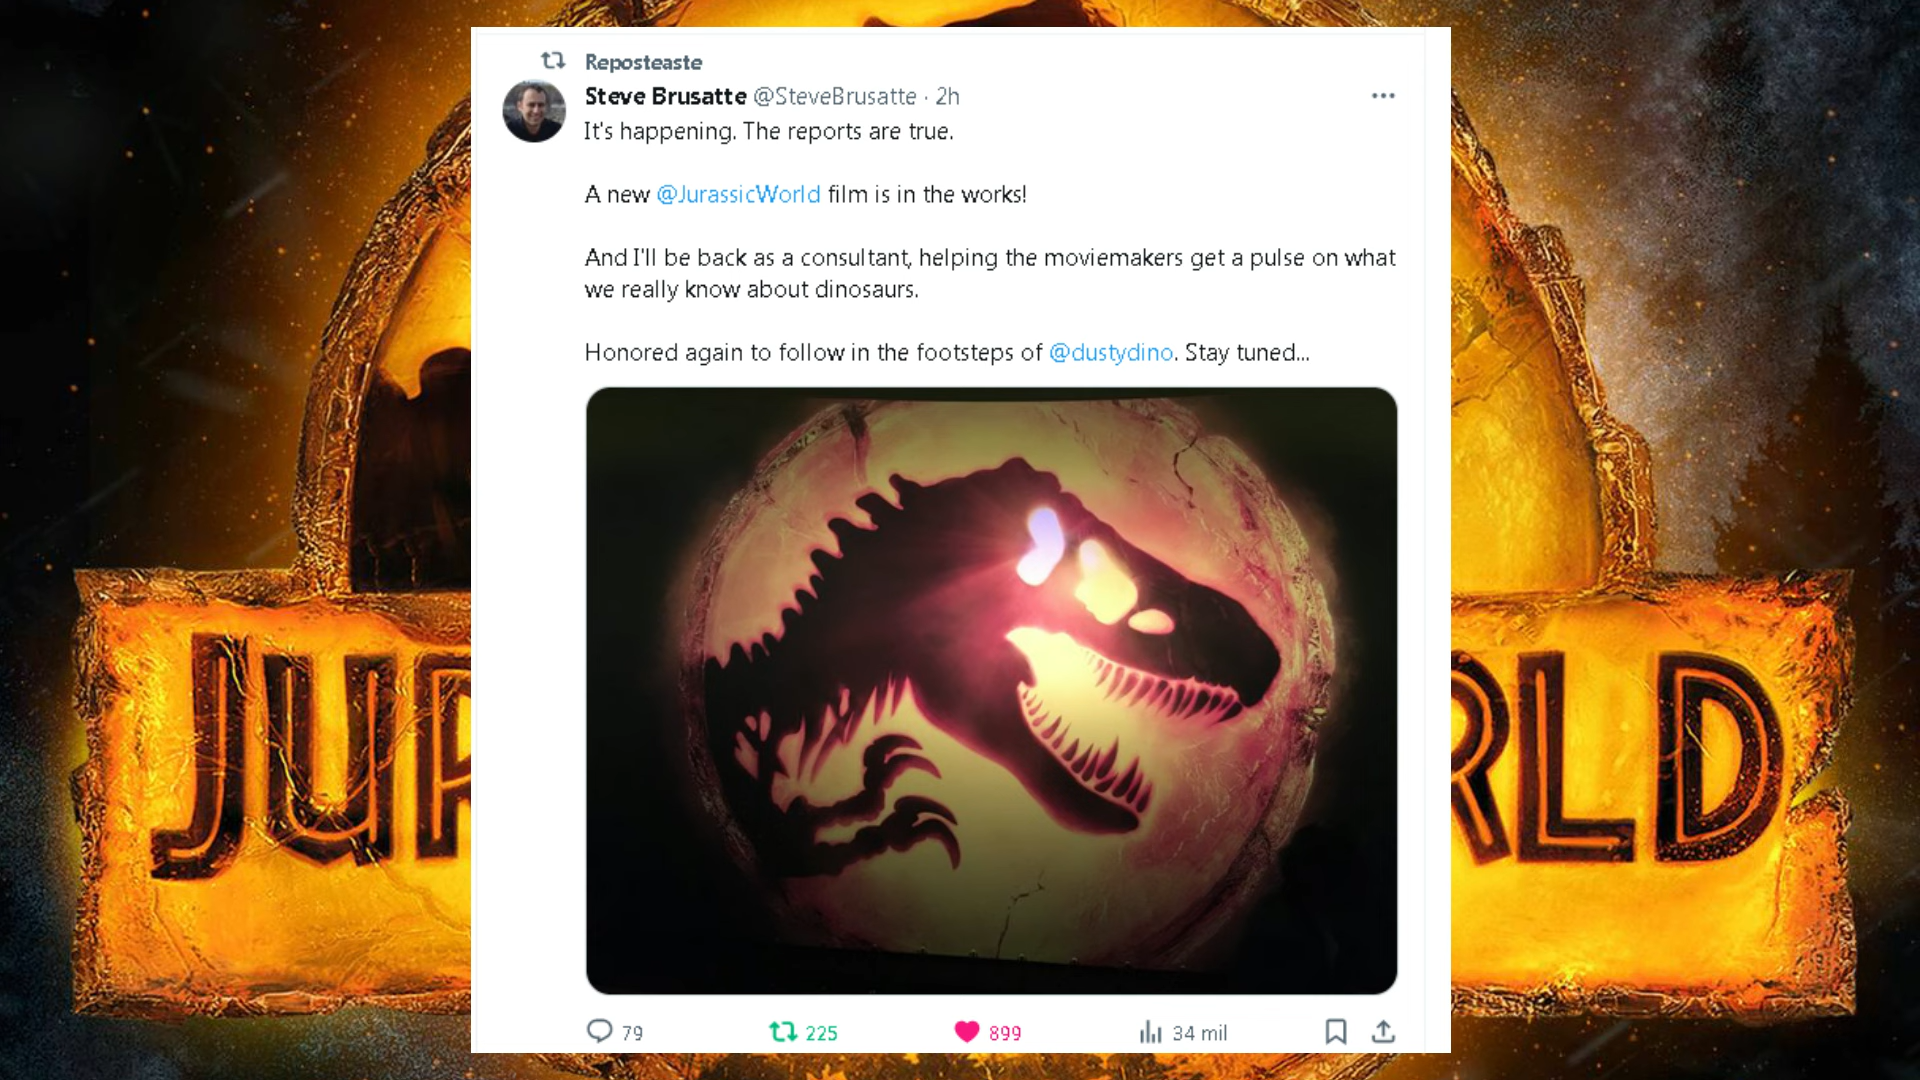 Reposteaste
Steve Brusatte @SteveBrusatte · 2h
It's happening. The reports are true.
A new @JurassicWorld film is in the works!
And I'll be back as a consultant, helping the moviemakers get a pulse on what
we really know about dinosaurs.
Honored again to follow in the footsteps of @dustydino. Stay tuned...
JUR
RLD
79
225
899
34 mil